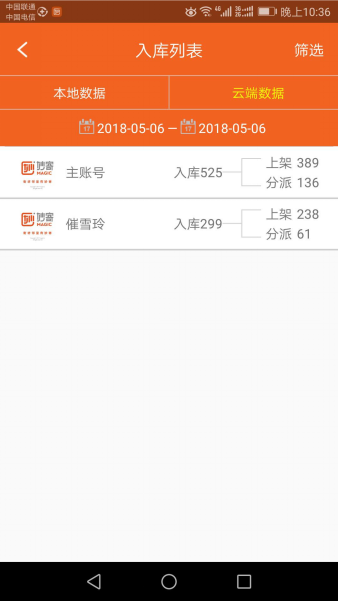 中国联通
中国电信
晚上10:36
入库列表
筛选
本地数据
云端数据
2018-05-06 — 2018-05-06
主账号
入库525
上架 389
分派 136
催雪玲
入库299
上架 238
分派 61
MAGIC
MAGIC